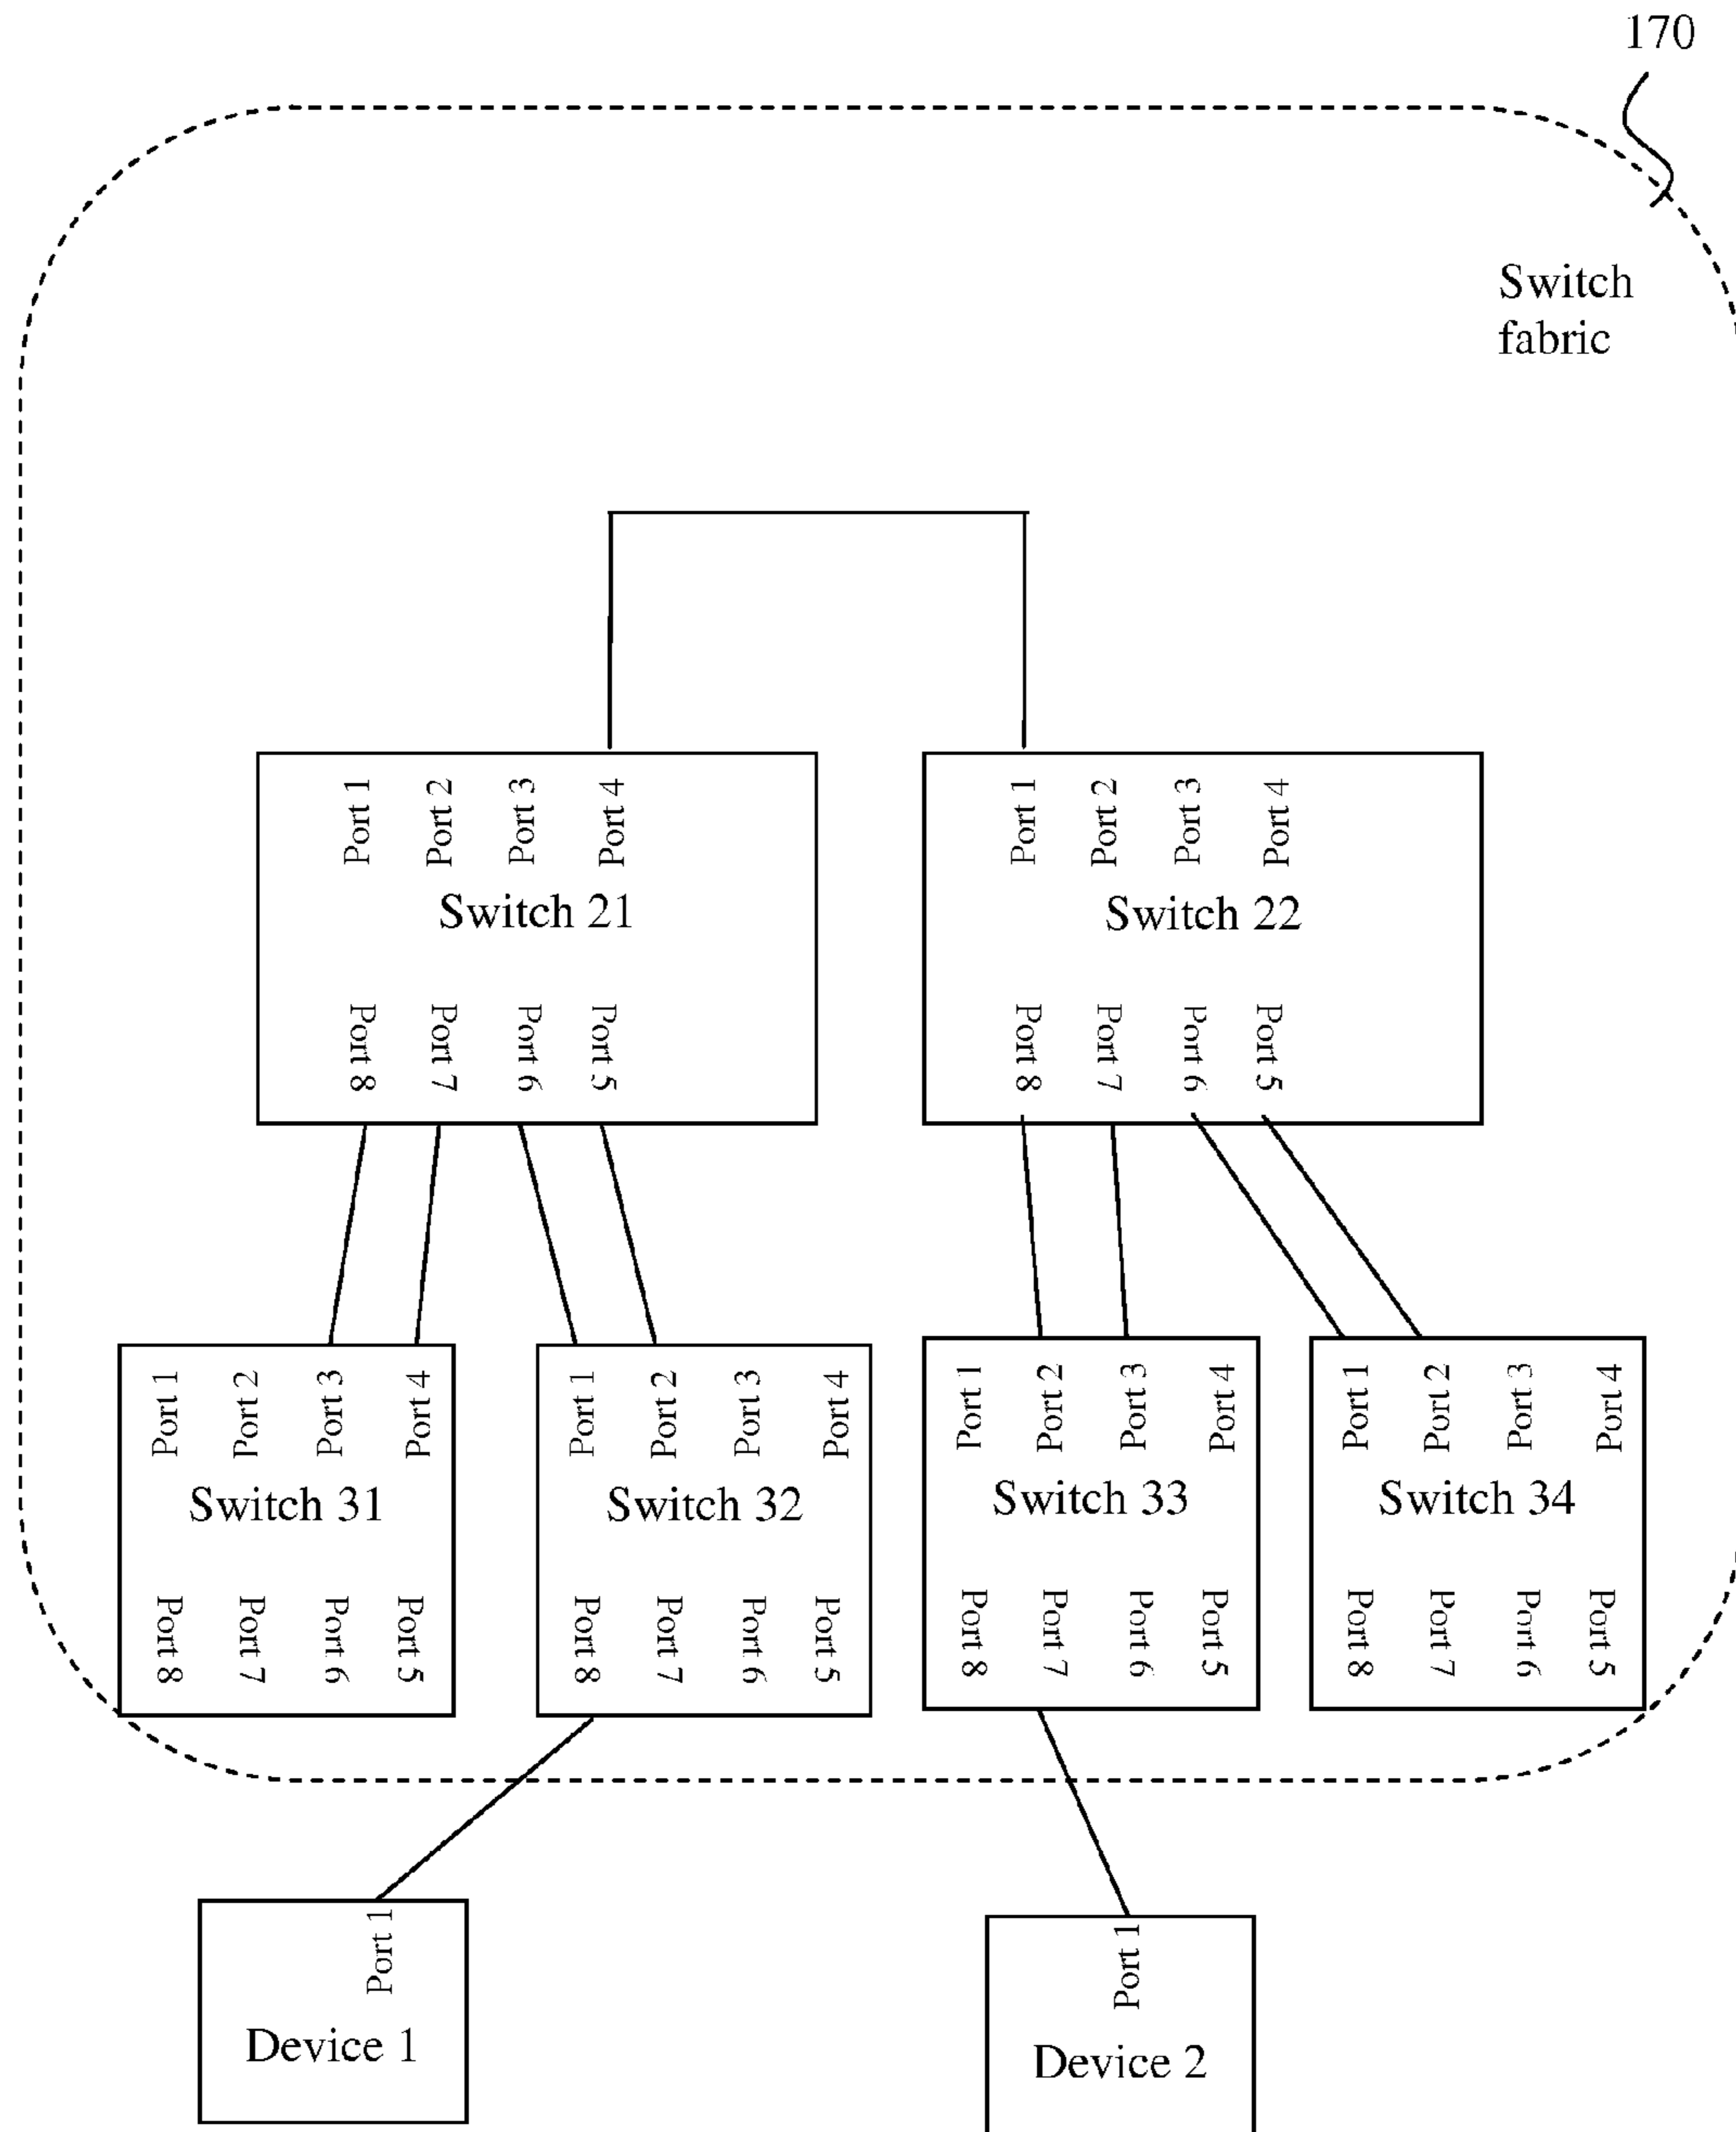 170
Switch
fabric
Port 1 Port 2 Port 3 Port 4
Switch 21
Port 8 Port 7 Port 6 Port 5
Port 1 Port 2 Port 3 Port 4
Switch 22
Port 8 Port 7 Port 6 Port 5
Port 1 Port 2 Port 3 Port 4
Switch 31
Port 8 Port 7 Port 6 Port 5
Port 1 Port 2 Port 3 Port 4
Switch 32
Port 8 Port 7 Port 6 Port 5
Port 1 Port 2 Port 3 Port 4
Switch 33
Port 8 Port 7 Port 6 Port 5
Port 1 Port 2 Port 3 Port 4
Switch 34
Port 8 Port 7 Port 6 Port 5
Port 1
Device 1
Port 1
Device 2